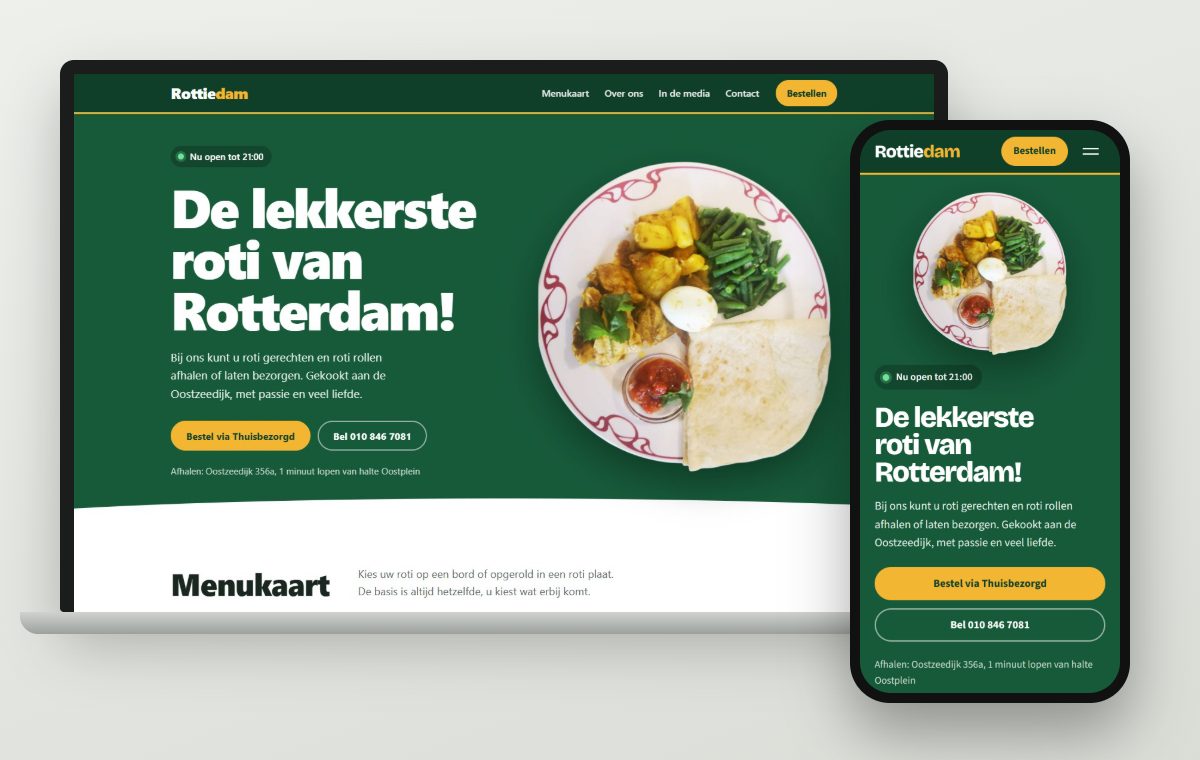 Rottiedam
Menukaart Over ons In de media Contact Bestellen
Nu open tot 21:00
De lekkerste
roti van
Rotterdam!
Bij ons kunt u roti gerechten en roti rollen
afhalen of laten bezorgen. Gekookt aan de
Oostzeedijk, met passie en veel liefde.
Bestel via Thuisbezorgd
Bel 010 846 7081
Afhalen: Oostzeedijk 356a, 1 minuut lopen van halte Oostplein
Menukaart
Kies uw roti op een bord of opgerold in een roti plaat.
De basis is altijd hetzelfde, u kiest wat erbij komt.
Rottiedam
Bestellen
Nu open tot 21:00
De lekkerste
roti van
Rotterdam!
Bij ons kunt u roti gerechten en roti rollen
afhalen of laten bezorgen. Gekookt aan de
Oostzeedijk, met passie en veel liefde.
Bestel via Thuisbezorgd
Bel 010 846 7081
Afhalen: Oostzeedijk 356a, 1 minuut lopen van halte
Oostplein